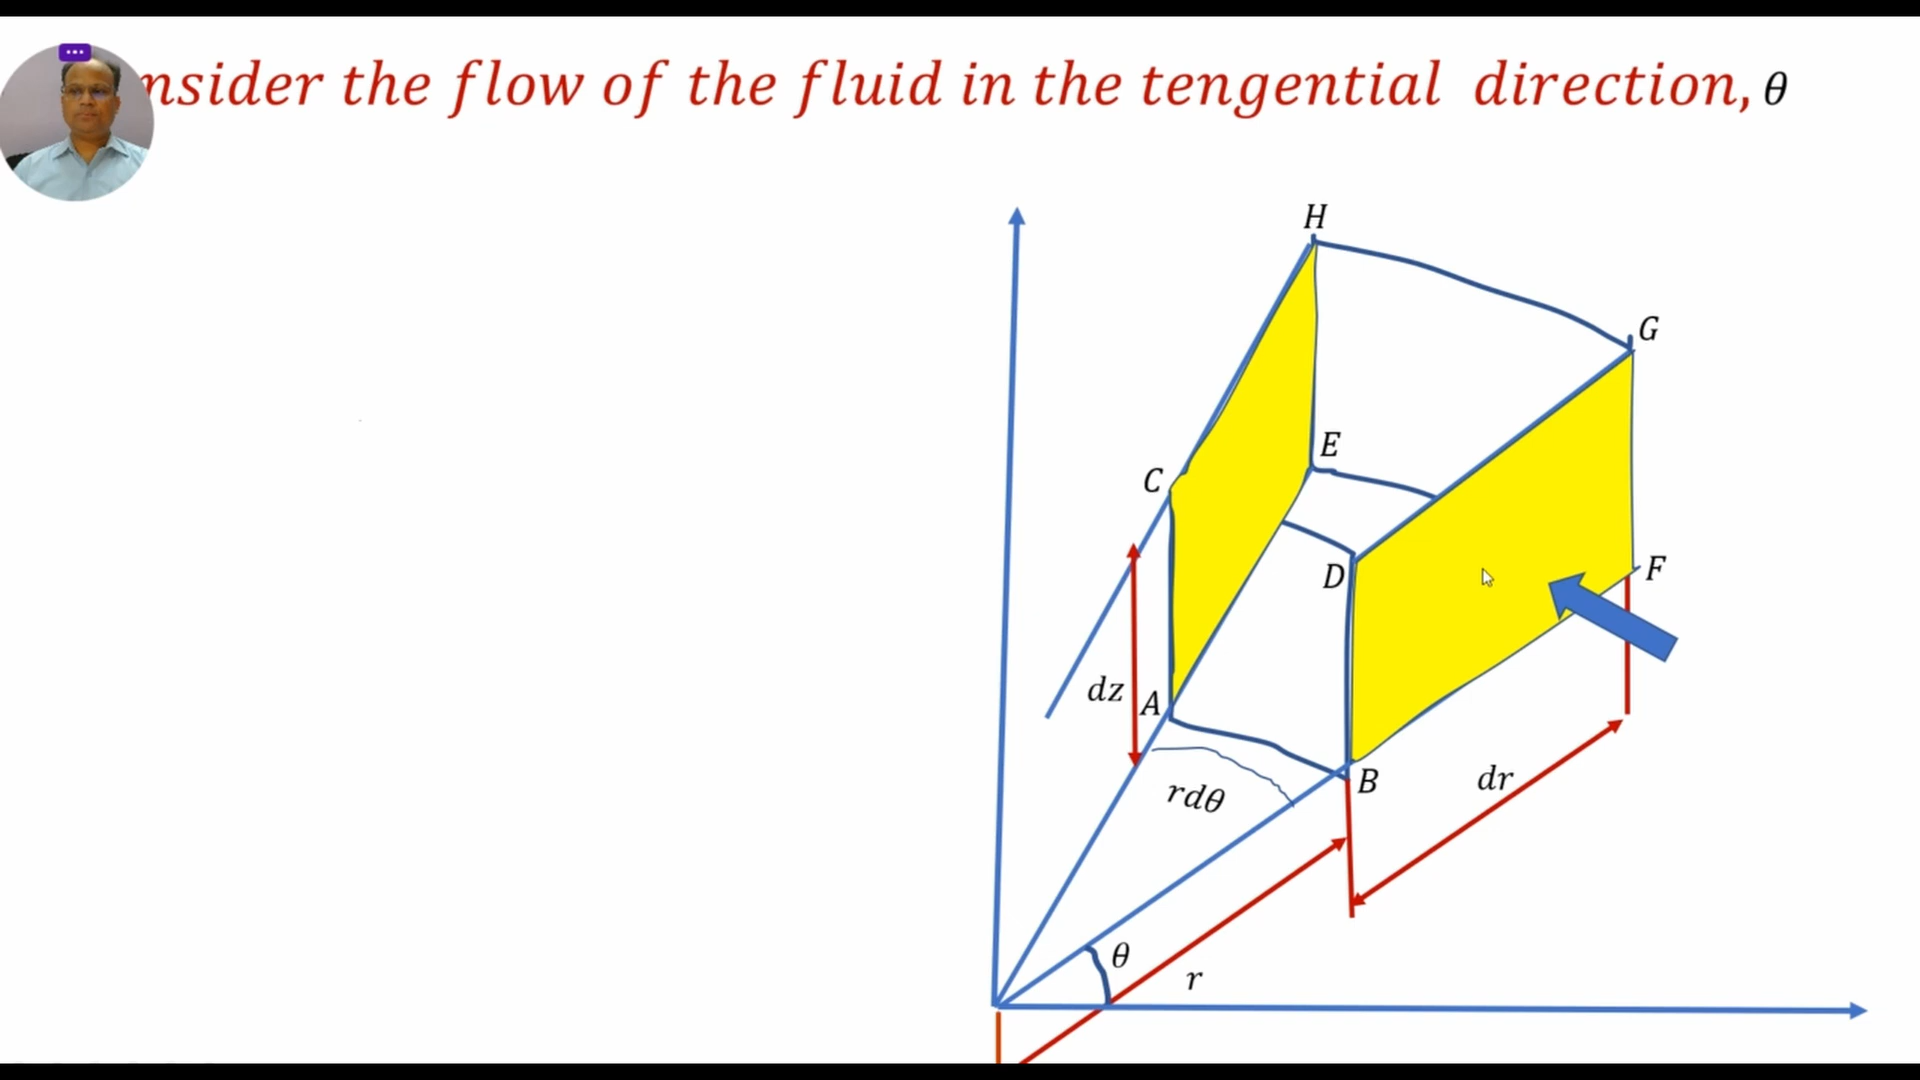 nsider the flow of the fluid in the tengential direction, θ
H
G
E
C
D
F
dz
A
B
dr
rdθ
θ
r